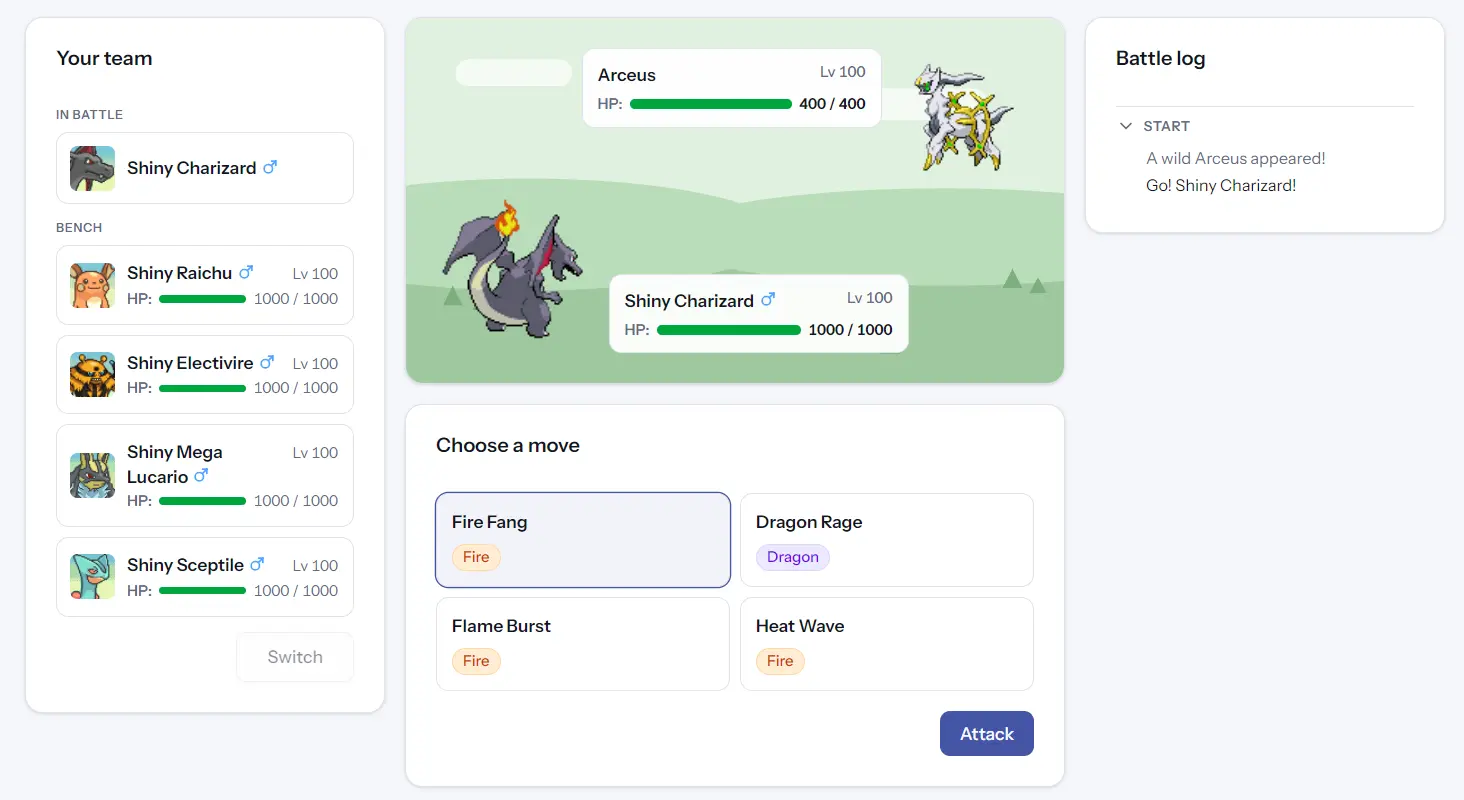 Your team
IN BATTLE
Shiny Charizard ♂
BENCH
Shiny Raichu ♂ Lv 100
HP: 1000 / 1000
Shiny Electivire ♂ Lv 100
HP: 1000 / 1000
Shiny Mega Lv 100
Lucario ♂
HP: 1000 / 1000
Shiny Sceptile ♂ Lv 100
HP: 1000 / 1000
Switch
Arceus Lv 100
HP: 400 / 400
Shiny Charizard ♂ Lv 100
HP: 1000 / 1000
Choose a move
Fire Fang
Fire
Dragon Rage
Dragon
Flame Burst
Fire
Heat Wave
Fire
Attack
Battle log
START
A wild Arceus appeared!
Go! Shiny Charizard!